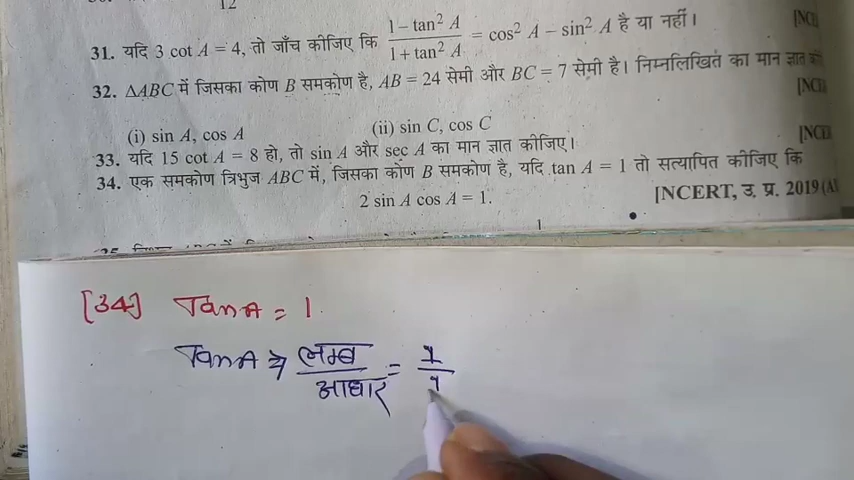 12
31. यदि 3 cot A = 4, तो जाँच कीजिए कि (1 – tan² A)/(1 + tan² A) = cos² A – sin² A है या नहीं।
32. ΔABC में जिसका कोण B समकोण है, AB = 24 सेमी और BC = 7 सेमी है। निम्नलिखित का मान ज्ञात
(i) sin A, cos A (ii) sin C, cos C
33. यदि 15 cot A = 8 हो, तो sin A और sec A का मान ज्ञात कीजिए।
34. एक समकोण त्रिभुज ABC में, जिसका कोण B समकोण है, यदि tan A = 1 तो सत्यापित कीजिए कि
2 sin A cos A = 1. [NCERT, उ. प्र. 2019
[34] Tan A = 1
Tan A ⇒ लम्ब/आधार = 1/1